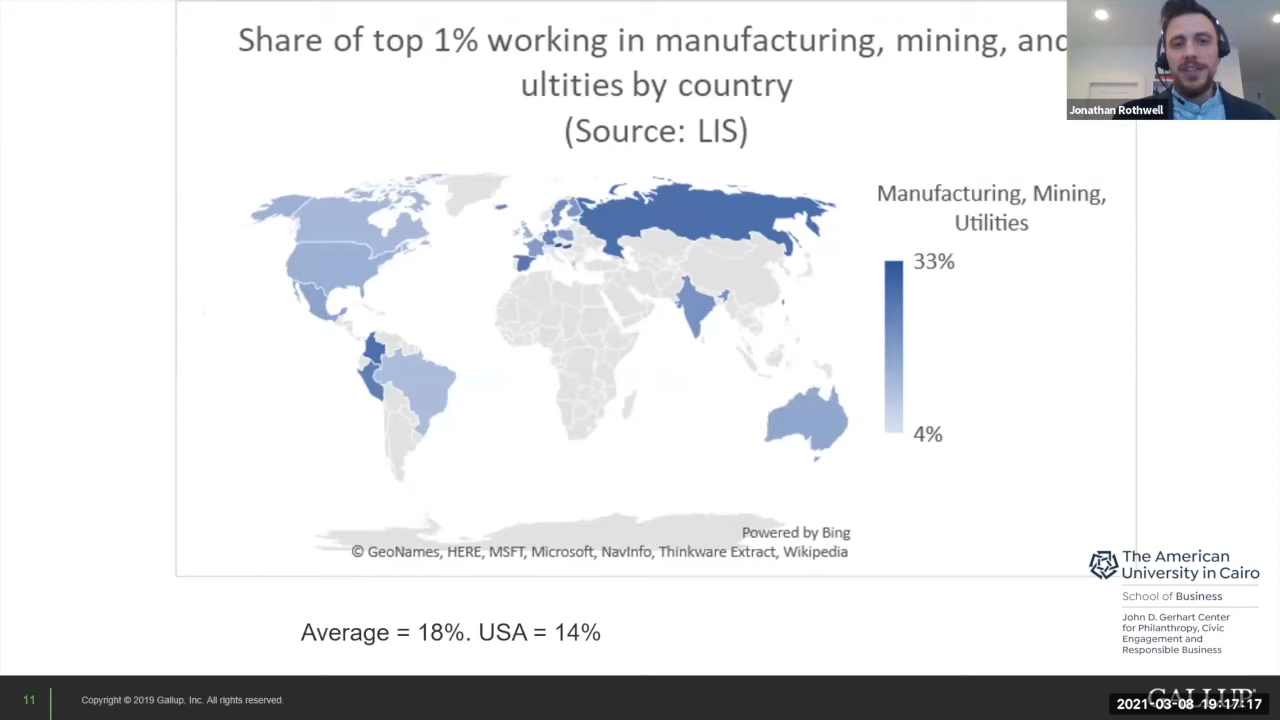 Share of top 1% working in manufacturing, mining, and
ultities by country
(Source: LIS)
Jonathan Rothwell
Manufacturing, Mining,
Utilities
33%
4%
Powered by Bing
© GeoNames, HERE, MSFT, Microsoft, NavInfo, Thinkware Extract, Wikipedia
The American
University in Cairo
School of Business
John D. Gerhart Center
for Philanthropy, Civic
Engagement and
Responsible Business
Average = 18%. USA = 14%
11
Copyright © 2019 Gallup, Inc. All rights reserved.
GALLUP
2021-03-08 19:17:17